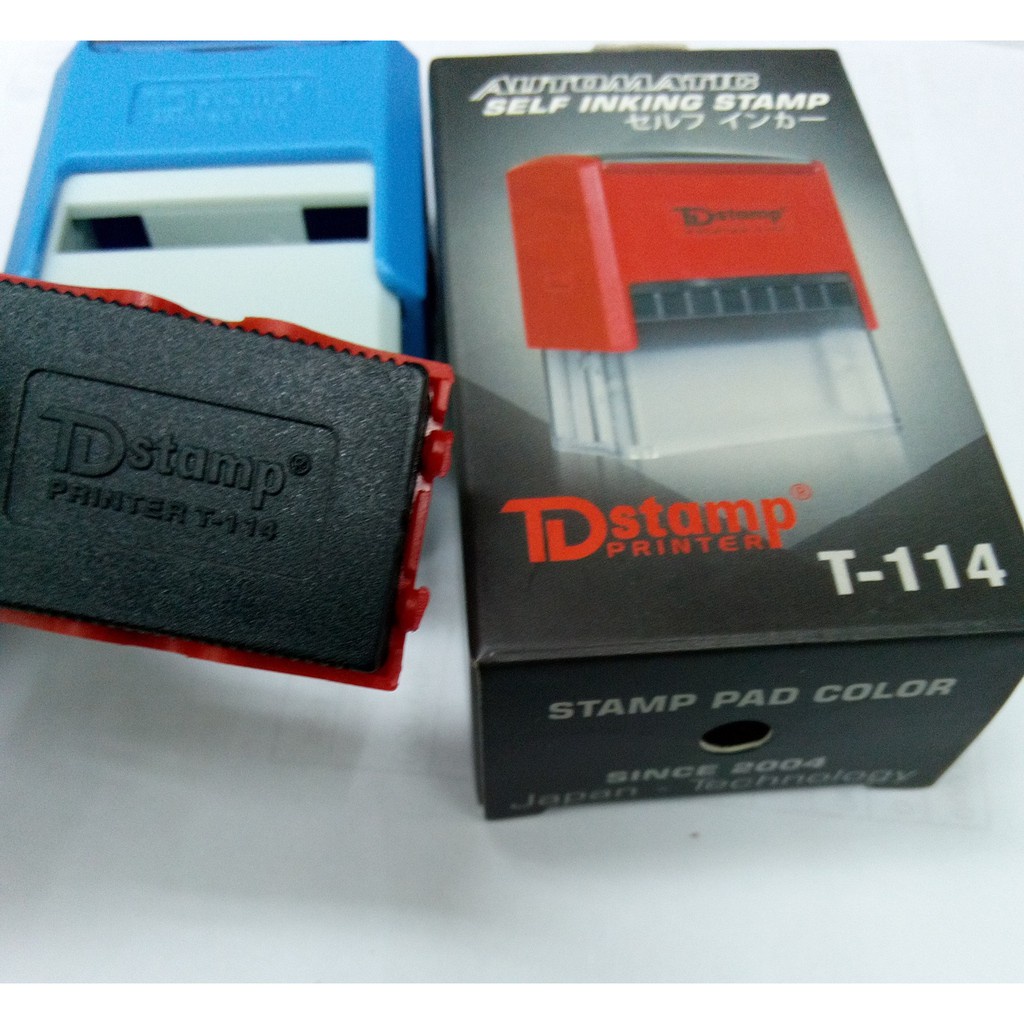 AUTOMATIC
SELF INKING STAMP
セルフ インカー
TDstamp
TDstamp®
PRINTER
T-114
STAMP PAD COLOR
SINCE 2004
Japan - Technology
TDstamp®
PRINTER T-114
stamp